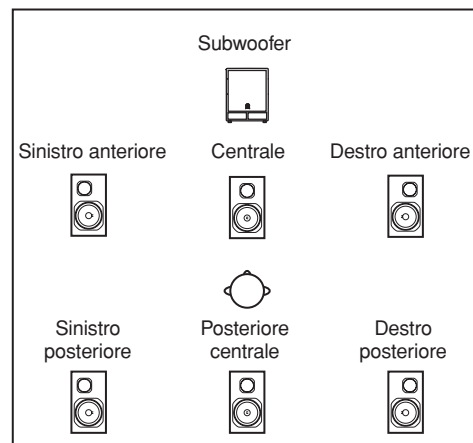 Subwoofer
Sinistro anteriore
Centrale
Destro anteriore
Sinistro
posteriore
Posteriore
centrale
Destro
posteriore